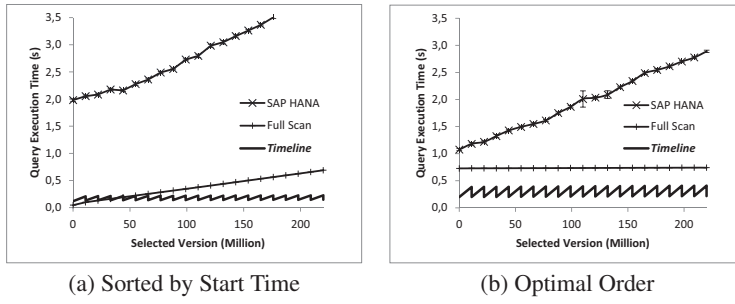 3,5
3,0
2,5
2,0
1,5
1,0
0,5
0,0
Query Execution Time (s)
SAP HANA
Full Scan
Timeline
0 50 100 150 200
Selected Version (Million)
(a) Sorted by Start Time
3,5
3,0
2,5
2,0
1,5
1,0
0,5
0,0
Query Execution Time (s)
SAP HANA
Full Scan
Timeline
0 50 100 150 200
Selected Version (Million)
(b) Optimal Order